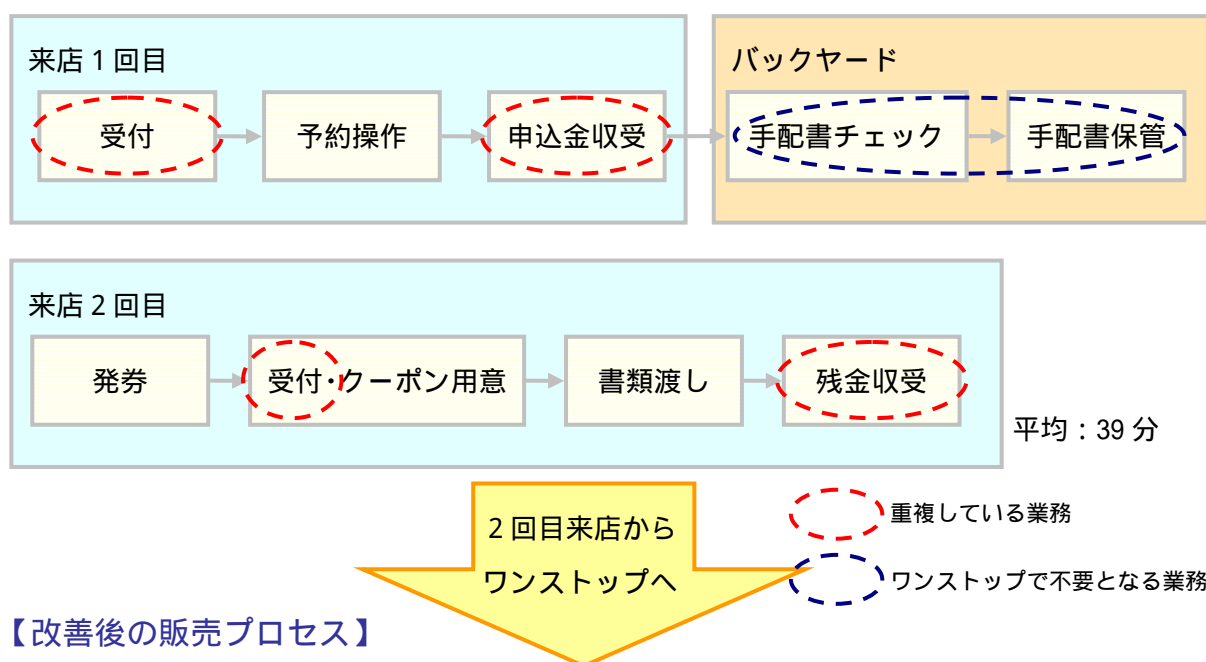 来店1回目
受付
予約操作
申込金収受
バックヤード
手配書チェック
手配書保管
来店2回目
発券
受付・クーポン用意
書類渡し
残金収受
平均:39分
2回目来店から
ワンストップへ
重複している業務
ワンストップで不要となる業務
【改善後の販売プロセス】